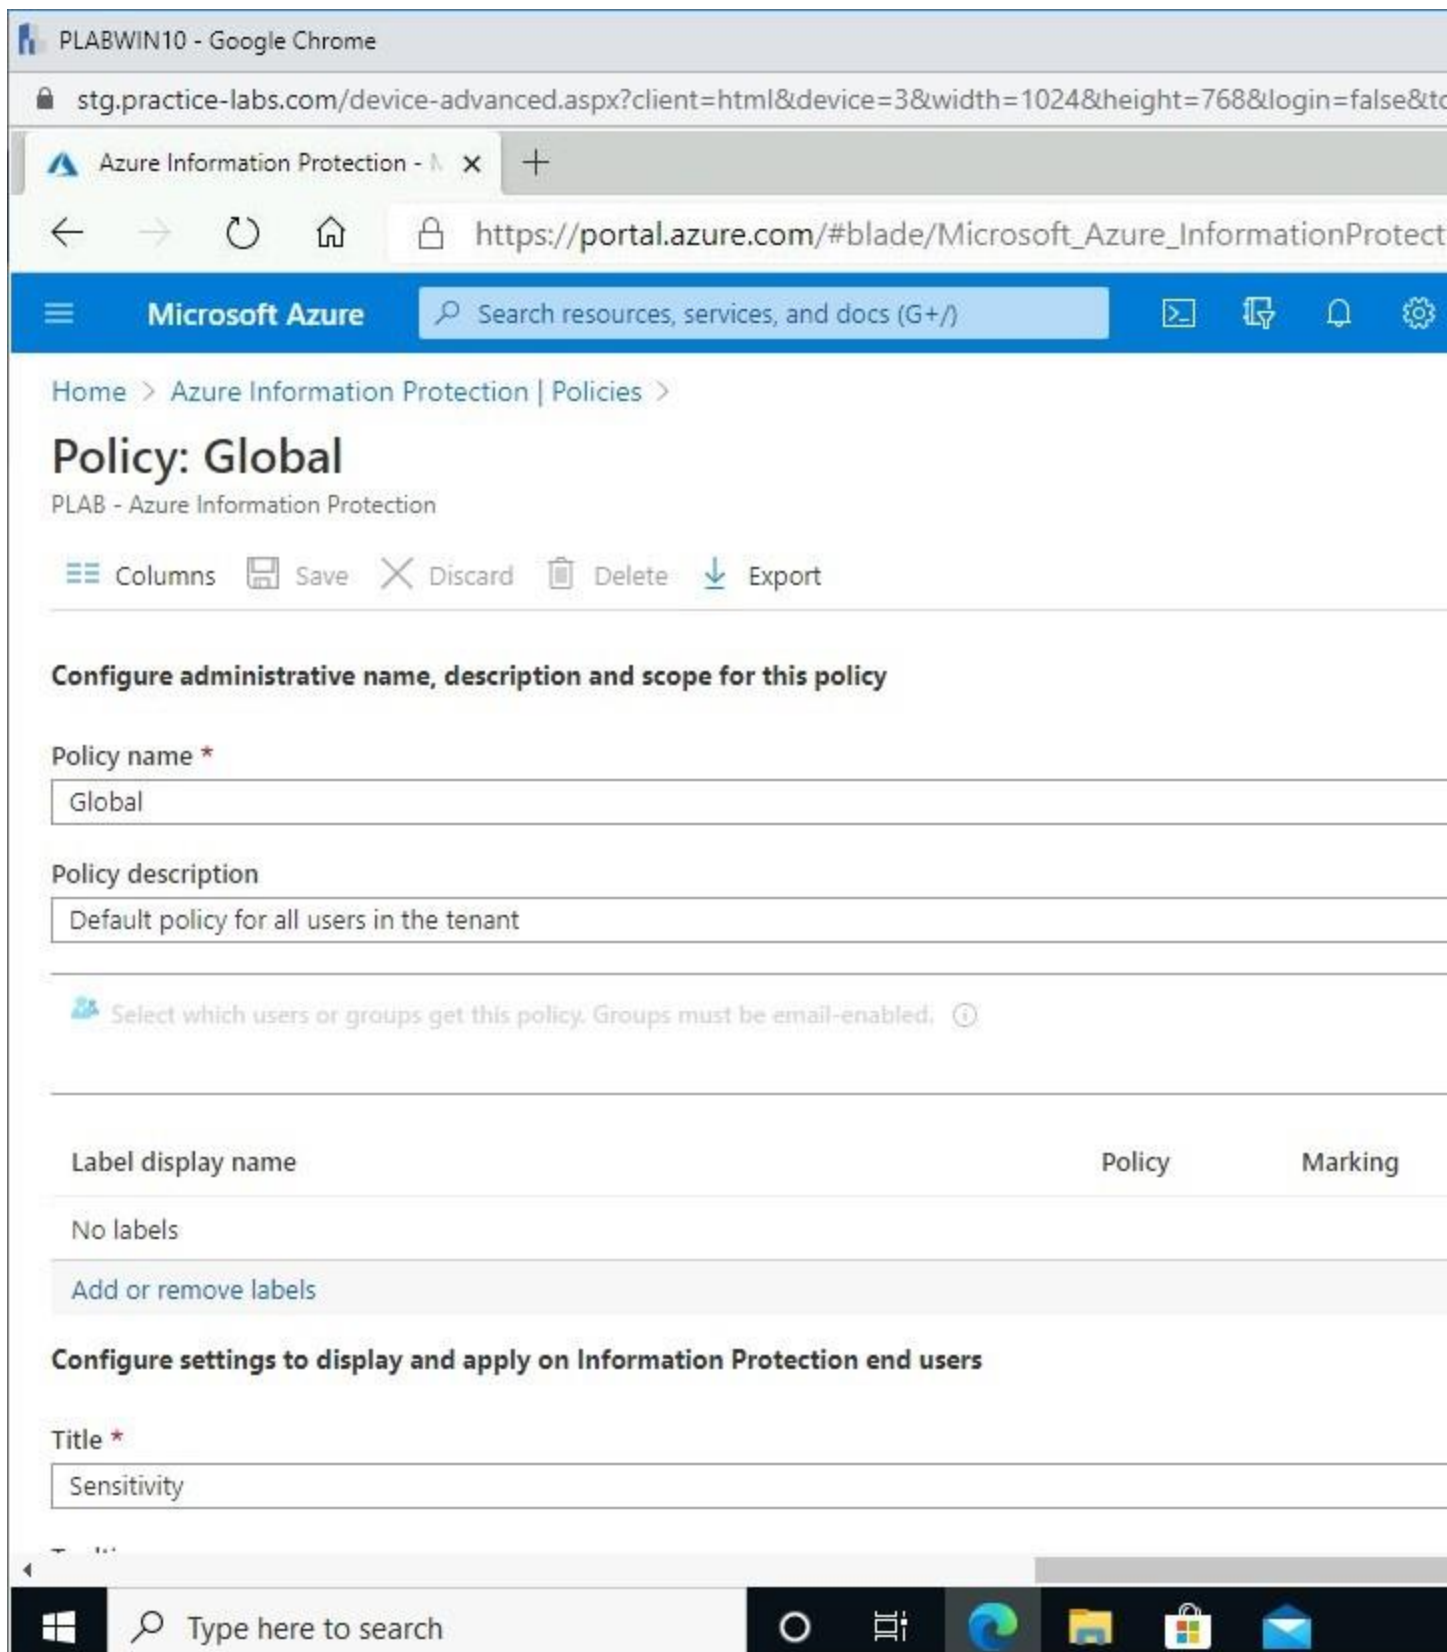 PLABWIN10 - Google Chrome
stg.practice-labs.com/device-advanced.aspx?client=html&device=3&width=1024&height=768&login=false&to
Azure Information Protection - M
https://portal.azure.com/#blade/Microsoft_Azure_InformationProtect
Microsoft Azure Search resources, services, and docs (G+/)
Home > Azure Information Protection | Policies >
Policy: Global
PLAB - Azure Information Protection
Columns Save Discard Delete Export
Configure administrative name, description and scope for this policy
Policy name *
Global
Policy description
Default policy for all users in the tenant
Select which users or groups get this policy. Groups must be email-enabled.
Label display name Policy Marking
No labels
Add or remove labels
Configure settings to display and apply on Information Protection end users
Title *
Sensitivity
Type here to search